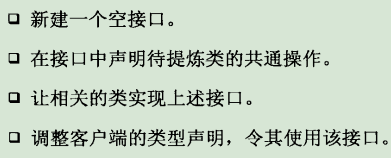 ❑ 新建一个空接口。
❑ 在接口中声明待提炼类的共通操作。
❑ 让相关的类实现上述接口。
❑ 调整客户端的类型声明，令其使用该接口。